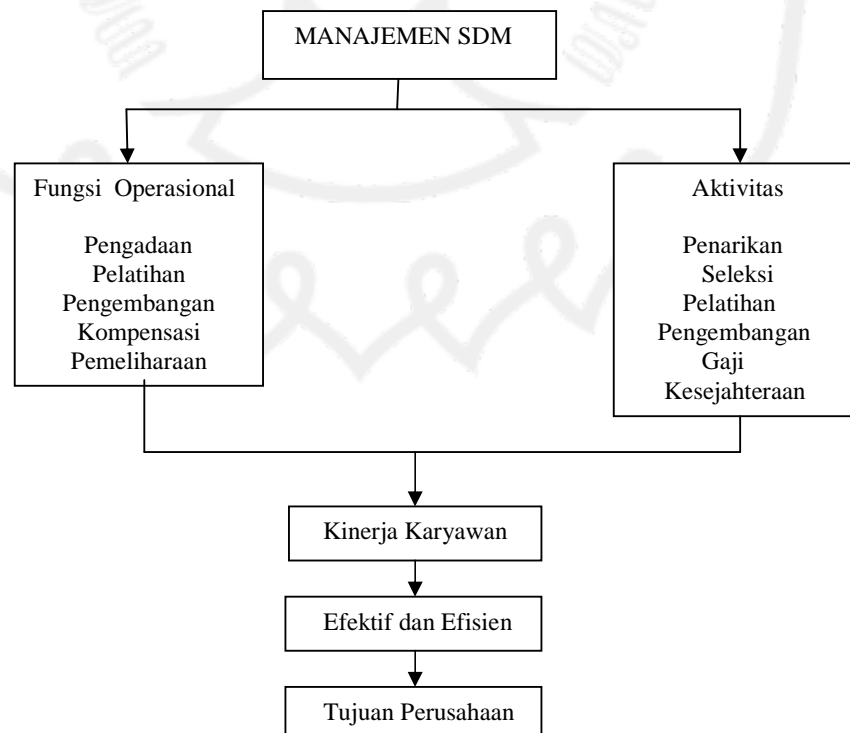 MANAJEMEN SDM
Fungsi Operasional
Pengadaan
Pelatihan
Pengembangan
Kompensasi
Pemeliharaan
Aktivitas
Penarikan
Seleksi
Pelatihan
Pengembangan
Gaji
Kesejahteraan
Kinerja Karyawan
Efektif dan Efisien
Tujuan Perusahaan